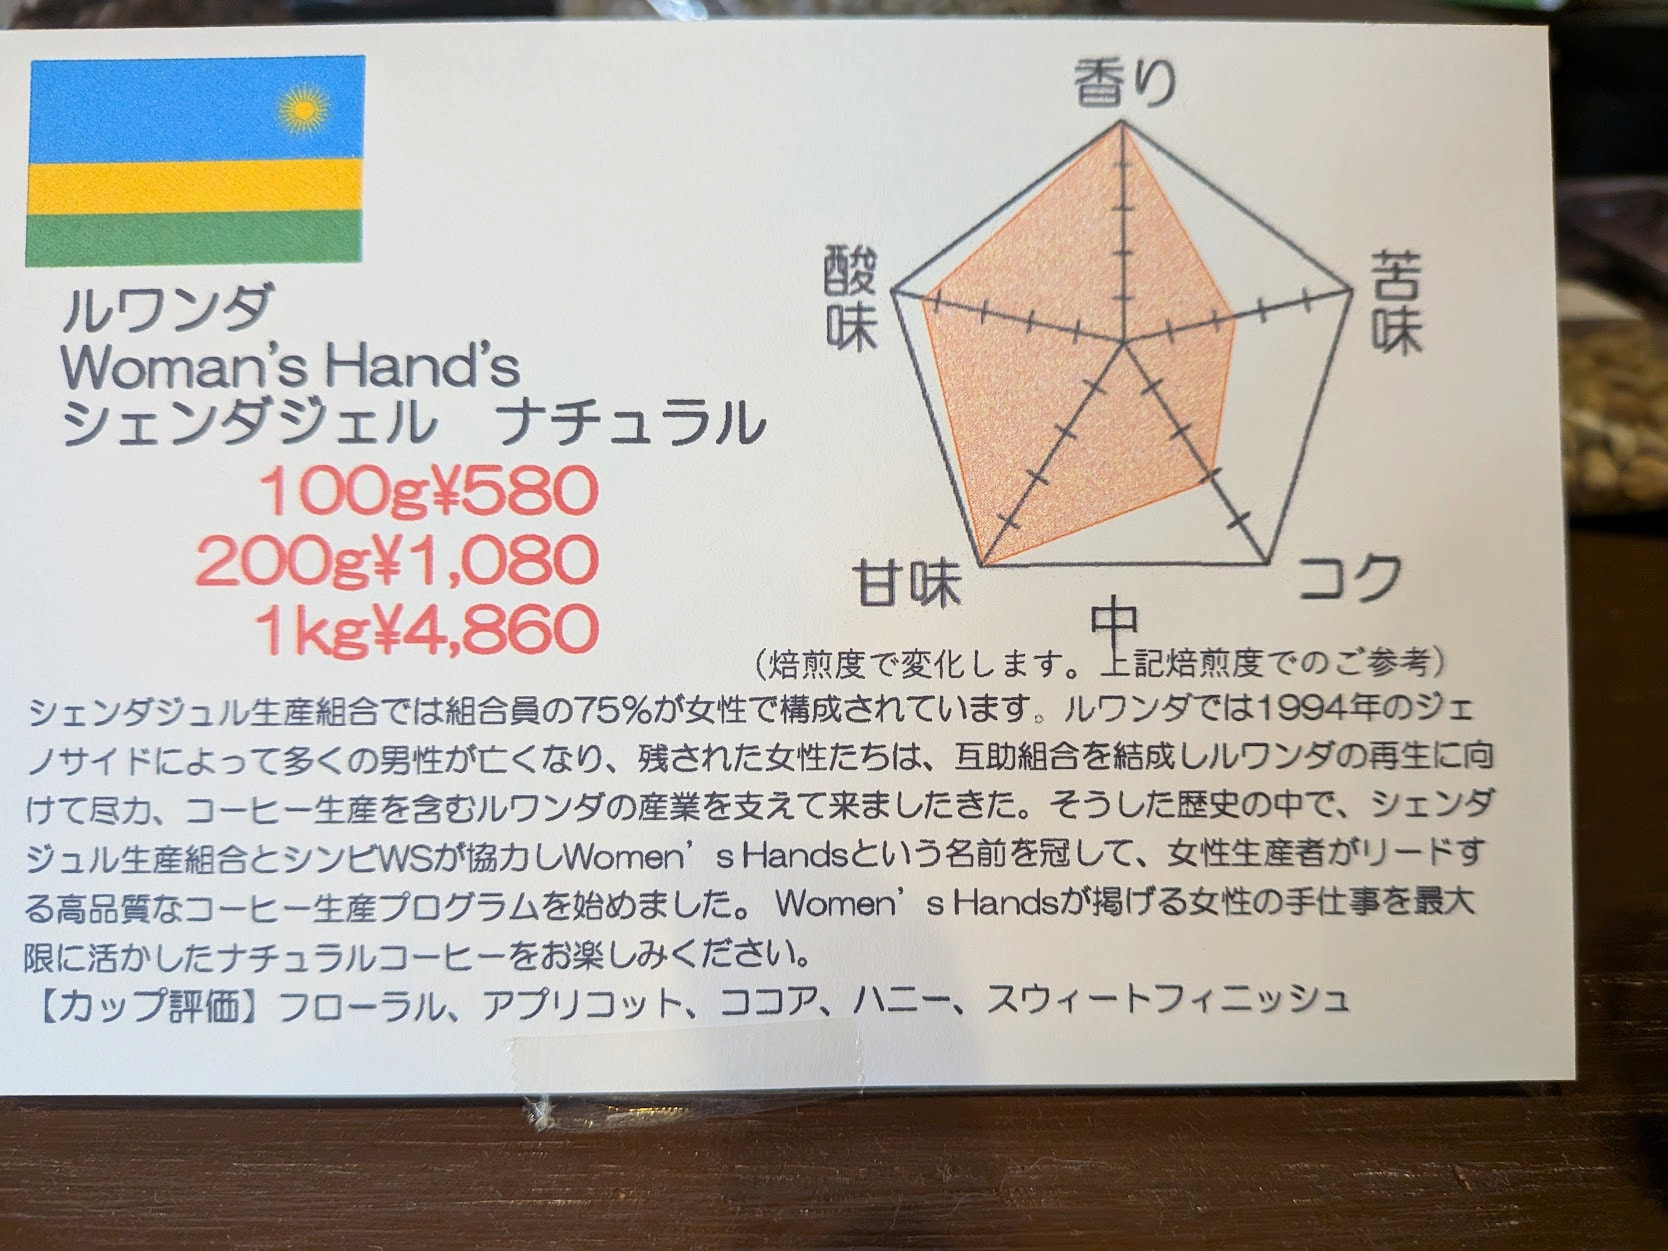 ルワンダ
Woman's Hand's
シェンダジェル　ナチュラル
100g¥580
200g¥1,080
1kg¥4,860
香り
酸味
苦味
甘味
コク
中
（焙煎度で変化します。上記焙煎度でのご参考）
シェンダジュル生産組合では組合員の75%が女性で構成されています。ルワンダでは1994年のジェ
ノサイドによって多くの男性が亡くなり、残された女性たちは、互助組合を結成しルワンダの再生に向
けて尽力、コーヒー生産を含むルワンダの産業を支えて来ましたきた。そうした歴史の中で、シェンダ
ジュル生産組合とシンビWSが協力しWomen’s Handsという名前を冠して、女性生産者がリードす
る高品質なコーヒー生産プログラムを始めました。Women’s Handsが掲げる女性の手仕事を最大
限に活かしたナチュラルコーヒーをお楽しみください。
【カップ評価】フローラル、アプリコット、ココア、ハニー、スウィートフィニッシュ